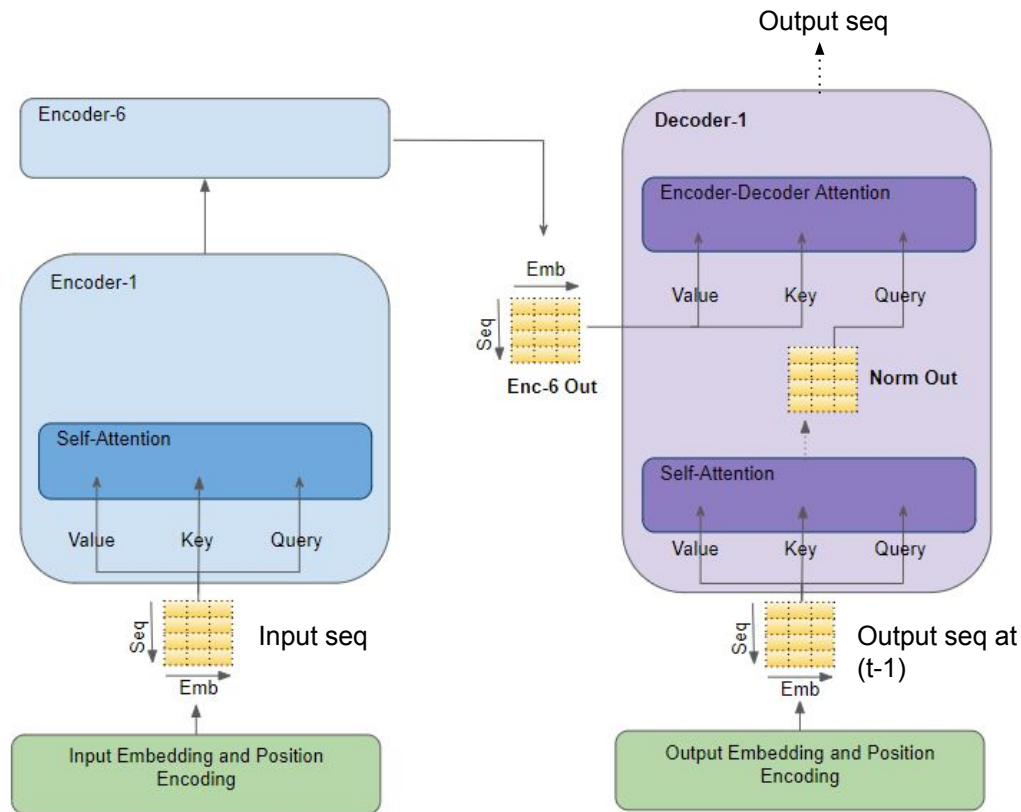 Output seq
Encoder-6
Decoder-1
Encoder-Decoder Attention
Encoder-1
Emb
Value
Key
Query
Seq
Enc-6 Out
Norm Out
Self-Attention
Self-Attention
Value
Key
Query
Value
Key
Query
Seq
Input seq
Emb
Seq
Output seq at
(t-1)
Emb
Input Embedding and Position
Encoding
Output Embedding and Position
Encoding